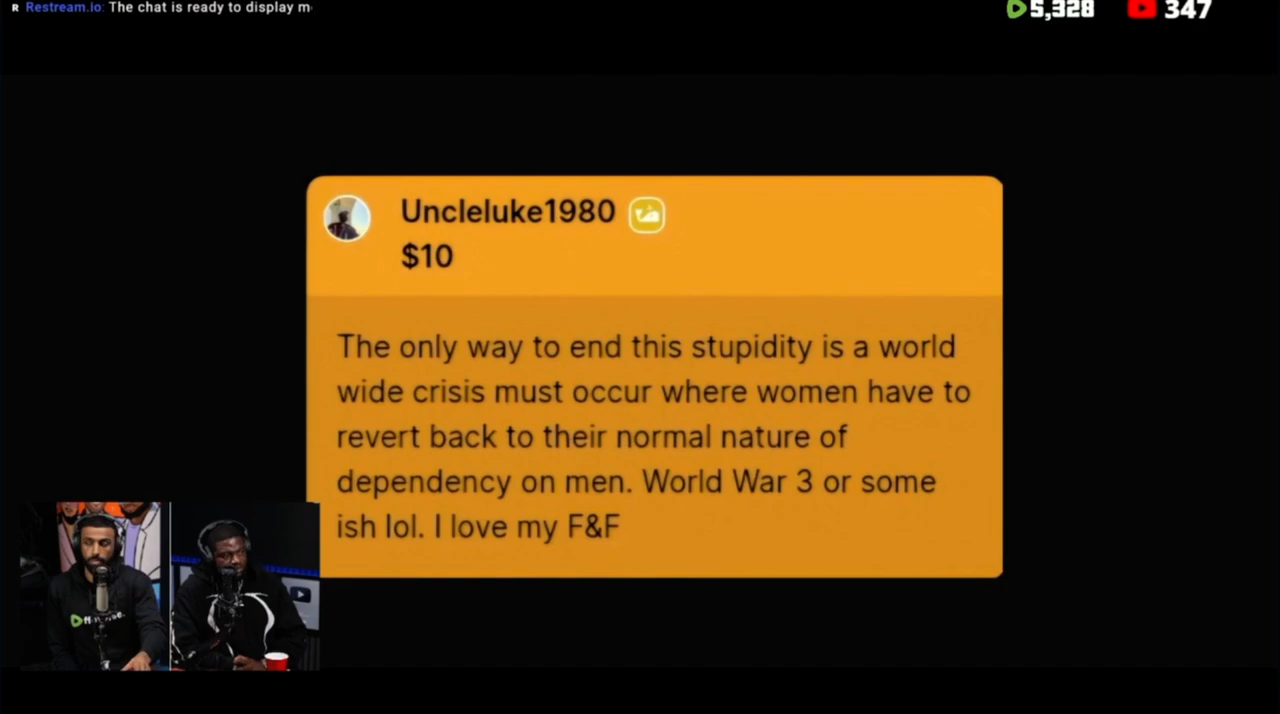 R Restream.io: The chat is ready to display m
5,328 347
Uncleluke1980
$10
The only way to end this stupidity is a world
wide crisis must occur where women have to
revert back to their normal nature of
dependency on men. World War 3 or some
ish lol. I love my F&F